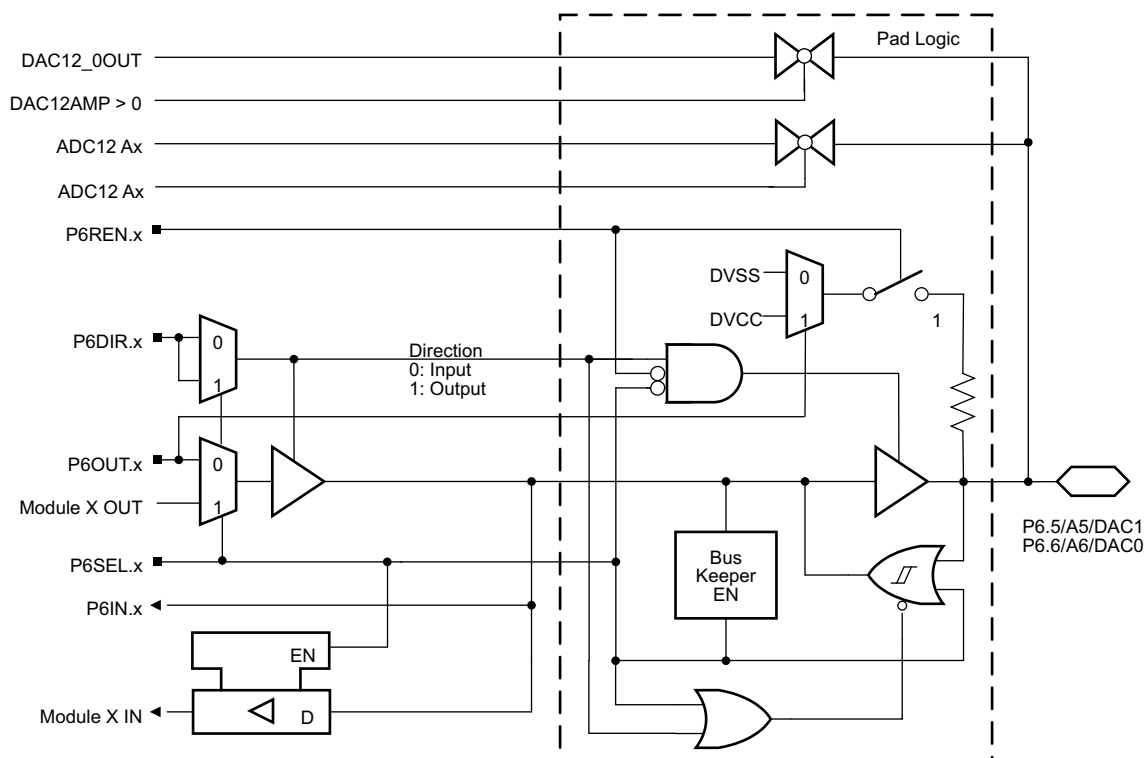 Pad Logic
DAC12_0OUT
DAC12AMP > 0
ADC12 Ax
ADC12 Ax
P6REN.x
DVSS
0
DVCC
1
1
P6DIR.x
0
1
Direction
0: Input
1: Output
P6OUT.x
0
Module X OUT
1
P6.5/A5/DAC1
P6.6/A6/DAC0
P6SEL.x
Bus
Keeper
EN
P6IN.x
EN
Module X IN
D